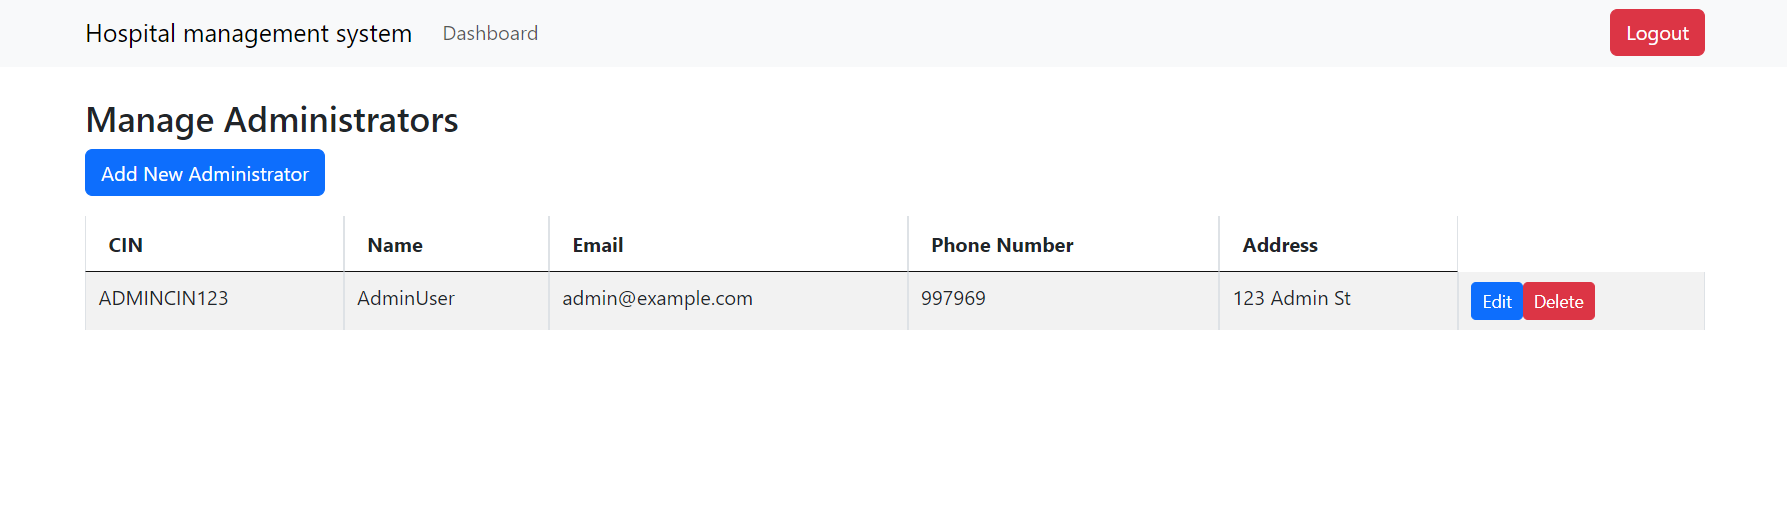 Hospital management system Dashboard Logout
Manage Administrators
Add New Administrator
CIN Name Email Phone Number Address
ADMINCIN123 AdminUser admin@example.com 997969 123 Admin St Edit Delete